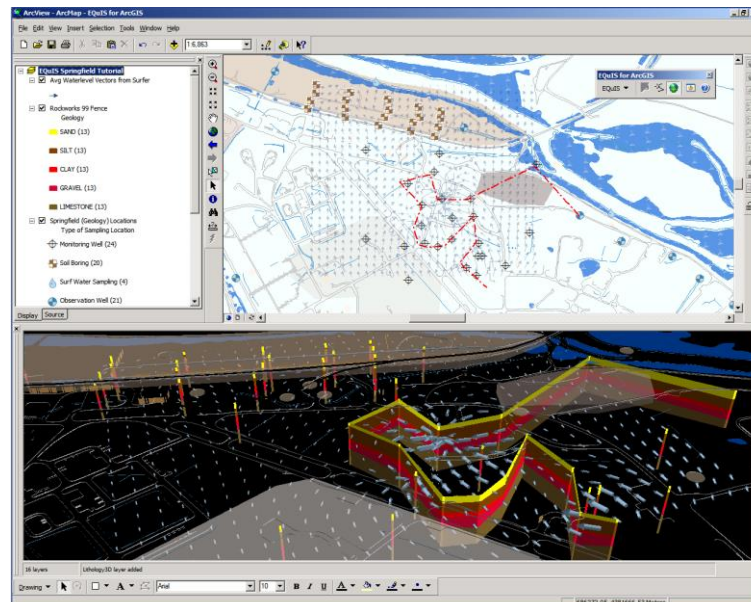 ArcView - ArcMap - EQuIS for ArcGIS
File Edit View Insert Selection Tools Window Help
1:6,863
EQuIS Springfield Tutorial
Avg Waterlevel Vectors from Surfer
Rockworks 99 Fence
Geology
SAND (13)
SILT (13)
CLAY (13)
GRAVEL (13)
LIMESTONE (13)
Springfield (Geology) Locations
Type of Sampling Location
Monitoring Well (24)
Soil Boring (20)
Surf Water Sampling (4)
Observation Well (21)
Display Source
EQuIS for ArcGIS
EQuIS
16 layers Lithology3D layer added
Drawing A Arial 10 B I U A